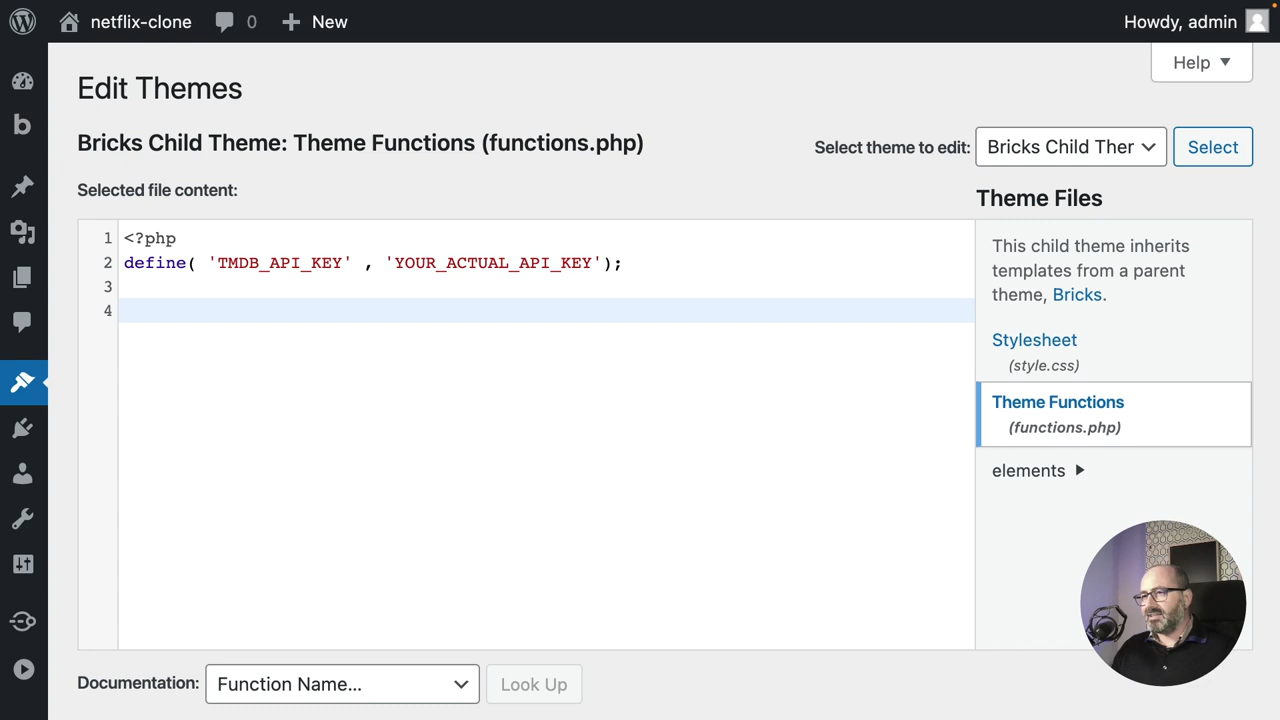 netflix-clone
0
New
Howdy, admin
Help
Edit Themes
Bricks Child Theme: Theme Functions (functions.php)
Select theme to edit:
Bricks Child Ther
Select
Selected file content:
Theme Files
1 <?php
2 define( 'TMDB_API_KEY' , 'YOUR_ACTUAL_API_KEY');
3
4
This child theme inherits
templates from a parent
theme, Bricks.
Stylesheet
(style.css)
Theme Functions
(functions.php)
elements
Documentation:
Function Name...
Look Up